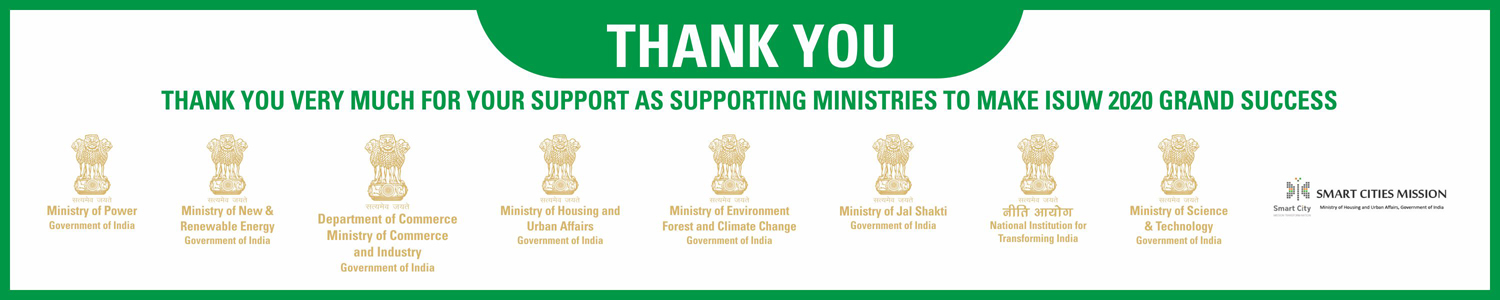 THANK YOU
THANK YOU VERY MUCH FOR YOUR SUPPORT AS SUPPORTING MINISTRIES TO MAKE ISUW 2020 GRAND SUCCESS
सत्यमेव जयते
Ministry of Power
Government of India
सत्यमेव जयते
Ministry of New &
Renewable Energy
Government of India
सत्यमेव जयते
Department of Commerce
Ministry of Commerce
and Industry
Government of India
सत्यमेव जयते
Ministry of Housing and
Urban Affairs
Government of India
सत्यमेव जयते
Ministry of Environment
Forest and Climate Change
Government of India
सत्यमेव जयते
Ministry of Jal Shakti
Government of India
सत्यमेव जयते
नीति आयोग
National Institution for
Transforming India
सत्यमेव जयते
Ministry of Science
& Technology
Government of India
Smart City
SMART CITIES MISSION
Ministry of Housing and Urban Affairs, Government of India